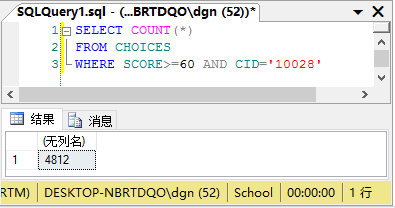 SQLQuery1.sql - (...BRTDQO\dgn (52))*
1 SELECT COUNT(*)
2 FROM CHOICES
3 WHERE SCORE>=60 AND CID='10028'
结果 消息
(无列名)
1 4812
RTM) DESKTOP-NBRTDQO\dgn (52) School 00:00:00 1 行